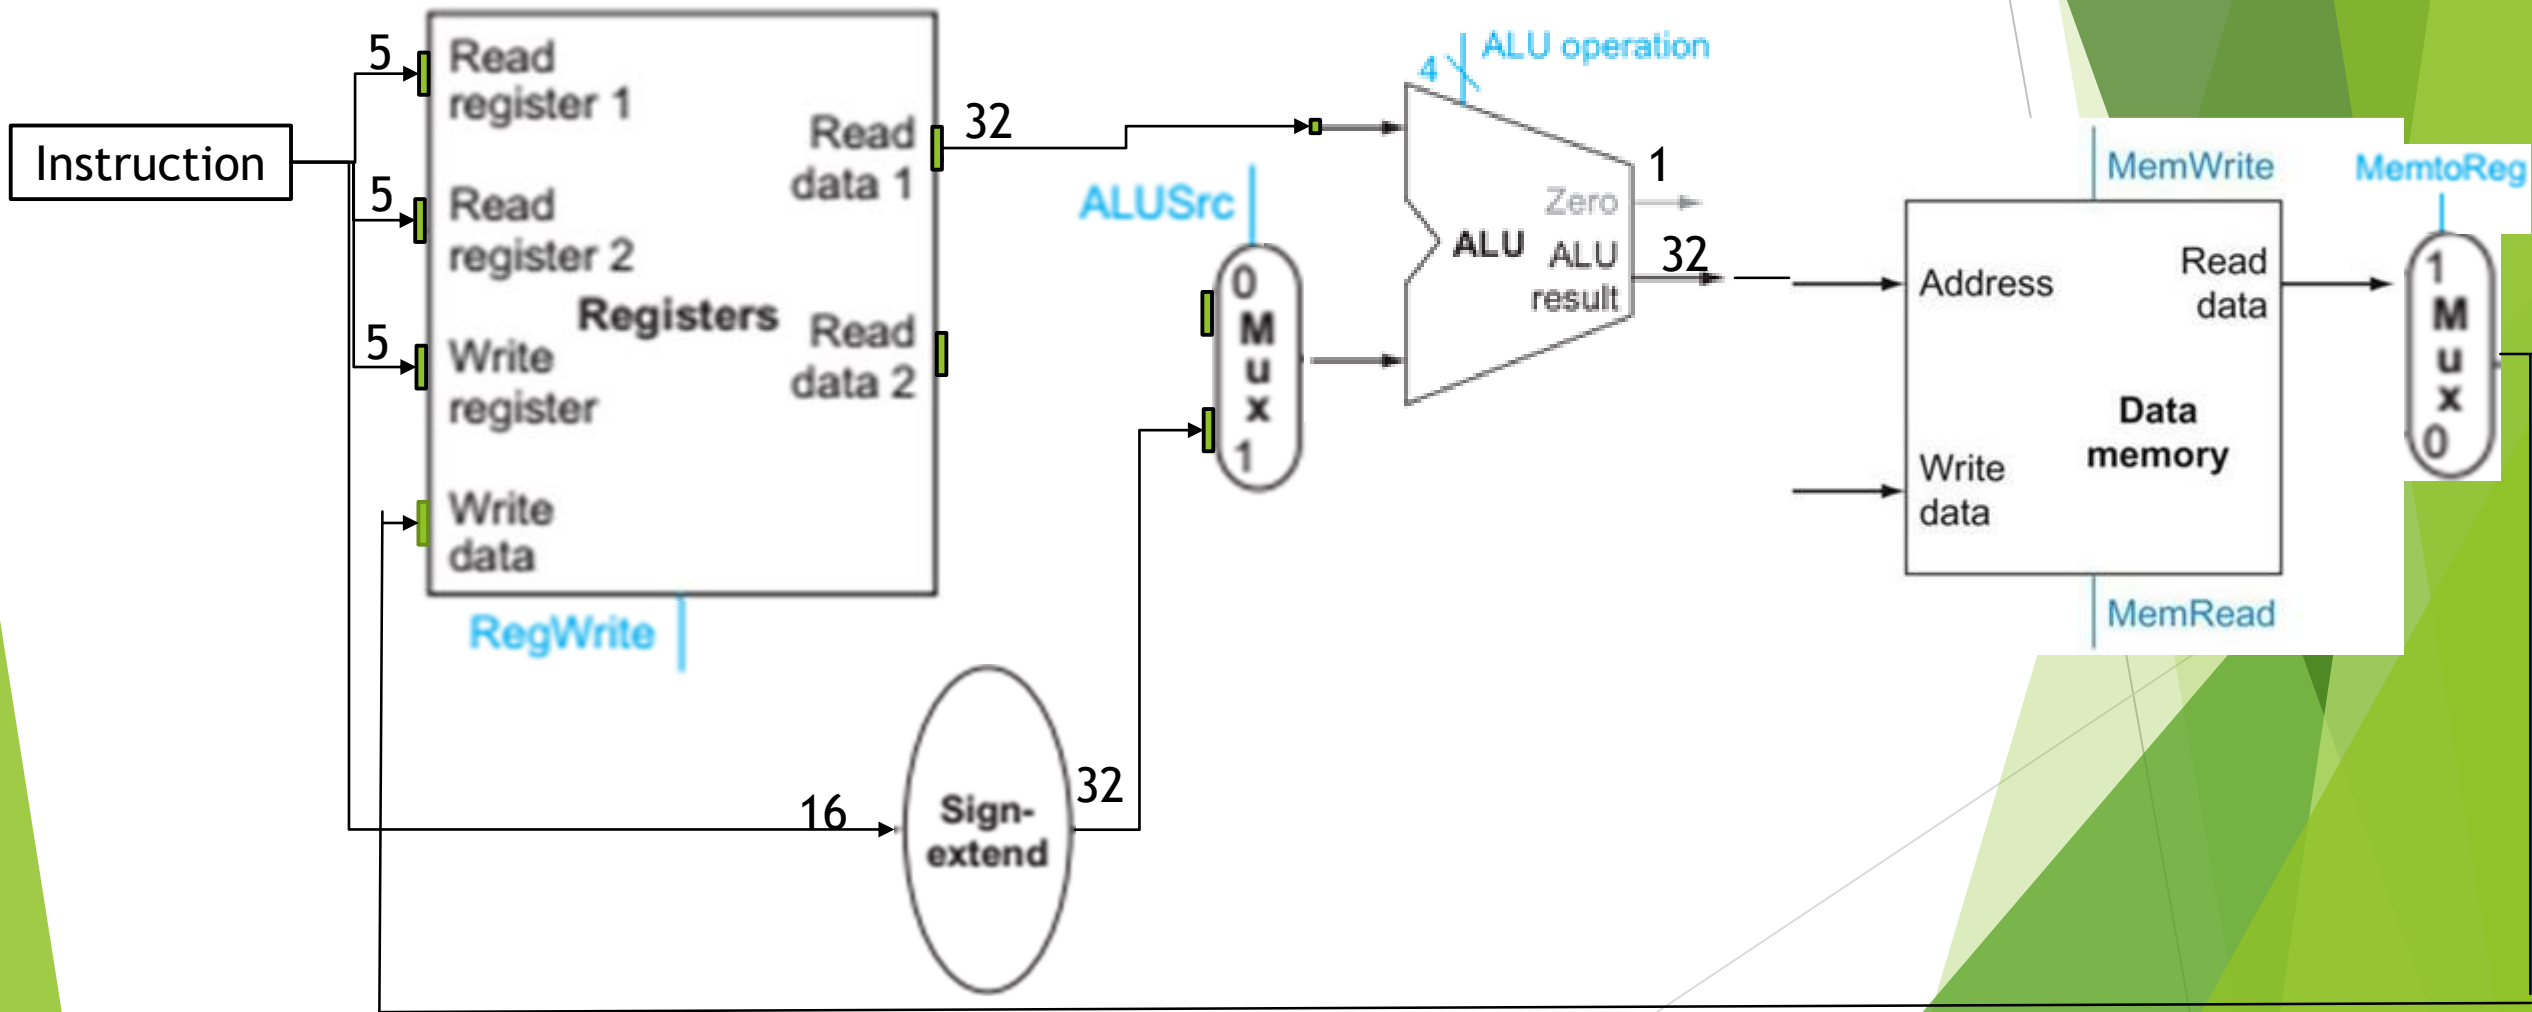 Instruction
5
5
5
Read
register 1
Read
register 2
Registers
Write
register
Write
data
Read
data 1
Read
data 2
32
RegWrite
16
Sign-
extend
32
ALUSrc
0
M
u
x
1
4
ALU operation
ALU
1
Zero
ALU
result
32
MemWrite
Address
Read
data
Data
memory
Write
data
MemRead
MemtoReg
1
M
u
x
0